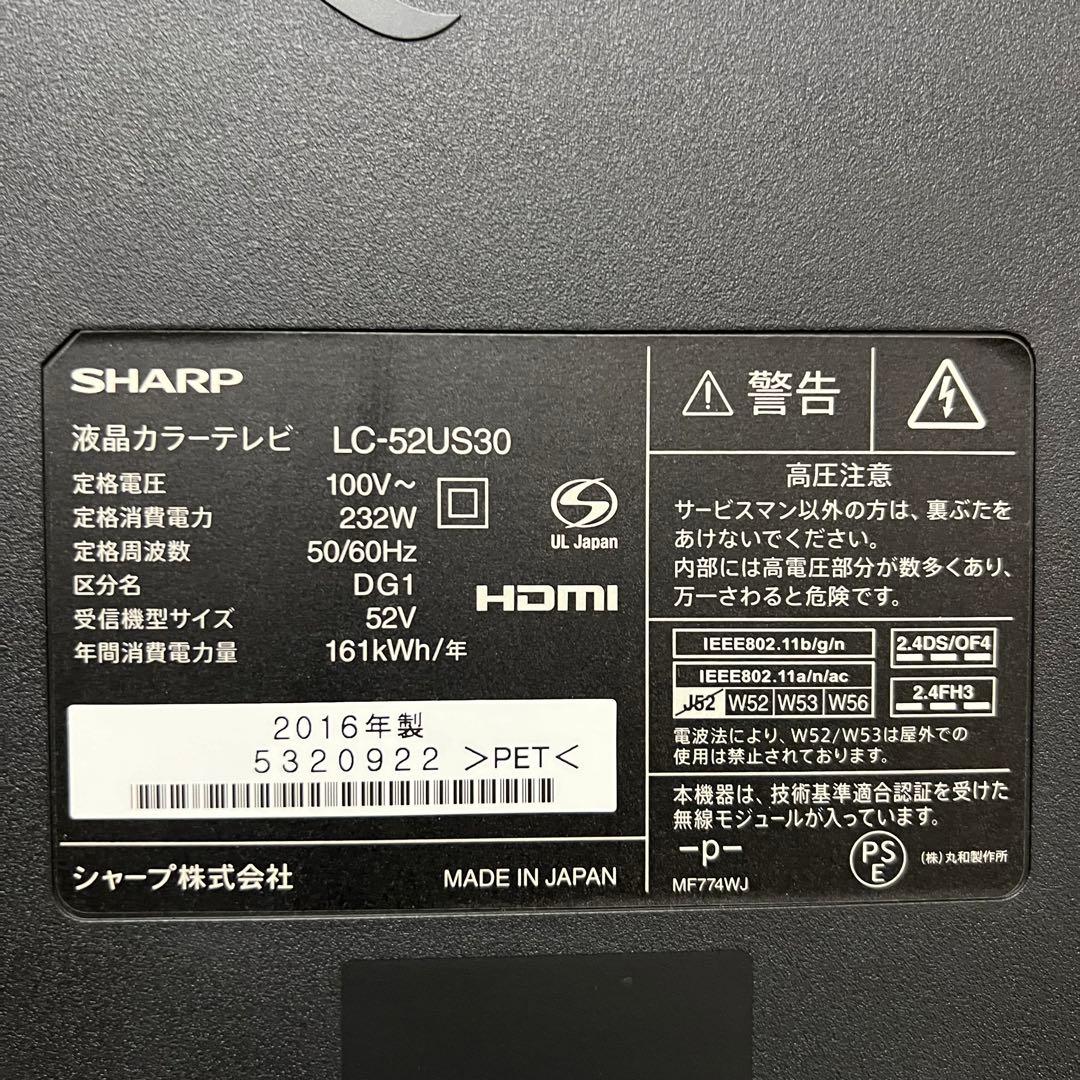 SHARP
液晶カラーテレビ LC-52US30
定格電圧 100V～
定格消費電力 232W
定格周波数 50/60Hz
区分名 DG1
受信機型サイズ 52V
年間消費電力量 161kWh/年
UL Japan
HDMI
2016年製
5320922 >PET<
シャープ株式会社 MADE IN JAPAN
警告
高圧注意
サービスマン以外の方は、裏ぶたを
あけないでください。
内部には高電圧部分が数多くあり、
万一さわると危険です。
IEEE802.11b/g/n
IEEE802.11a/n/ac
J52 W52 W53 W56
2.4DS/OF4
2.4FH3
電波法により、W52/W53は屋外での
使用は禁止されております。
本機器は、技術基準適合認証を受けた
無線モジュールが入っています。
-p-
MF774WJ
PS
E
(株)丸和製作所